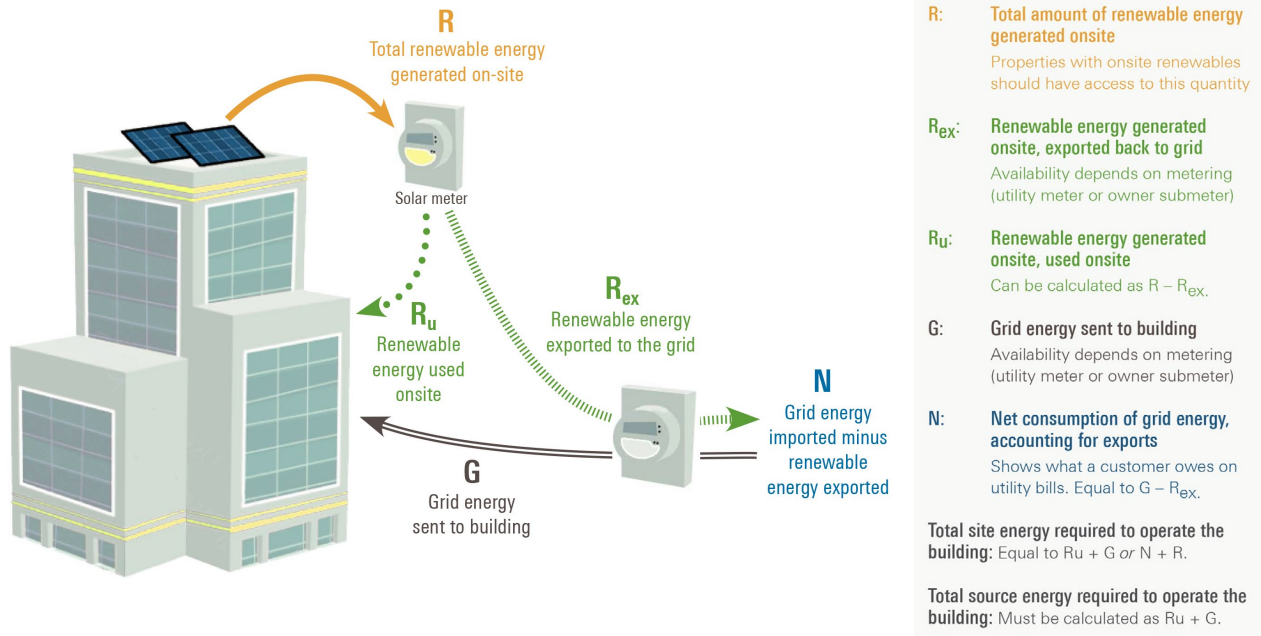 R
Total renewable energy
generated on-site
Solar meter
Ru
Renewable
energy used
onsite
Rex
Renewable energy
exported to the grid
N
Grid energy
imported minus
renewable
energy exported
G
Grid energy
sent to building
R: Total amount of renewable energy
generated onsite
Properties with onsite renewables
should have access to this quantity
Rex: Renewable energy generated
onsite, exported back to grid
Availability depends on metering
(utility meter or owner submeter)
Ru: Renewable energy generated
onsite, used onsite
Can be calculated as R – Rex.
G: Grid energy sent to building
Availability depends on metering
(utility meter or owner submeter)
N: Net consumption of grid energy,
accounting for exports
Shows what a customer owes on
utility bills. Equal to G – Rex.
Total site energy required to operate the
building: Equal to Ru + G or N + R.
Total source energy required to operate the
building: Must be calculated as Ru + G.